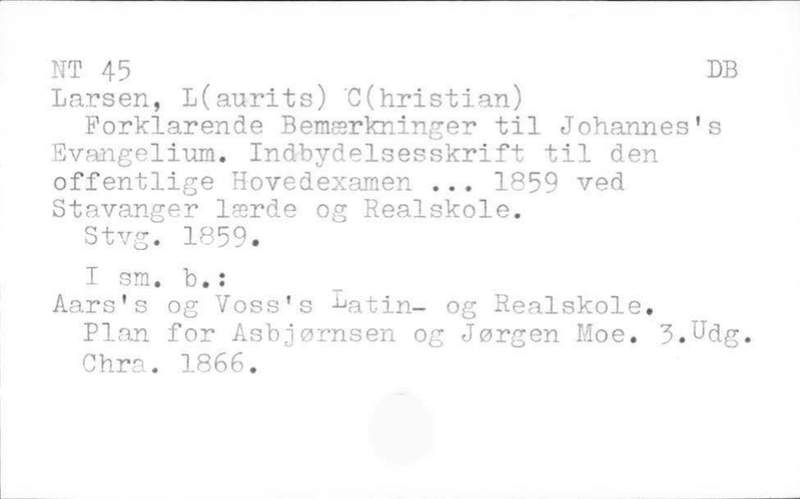 NT 45 DB
Larsen, L(aurits) C(hristian)
Forklarende Bemærkninger til Johannes's
Evangelium. Indbydelsesskrift til den
offentlige Hovedexamen ... 1859 ved
Stavanger lærde og Realskole.
Stvg. 1859.
I sm. b.:
Aars's og Voss's Latin- og Realskole.
Plan for Asbjørnsen og Jørgen Moe. 3.Udg.
Chra. 1866.